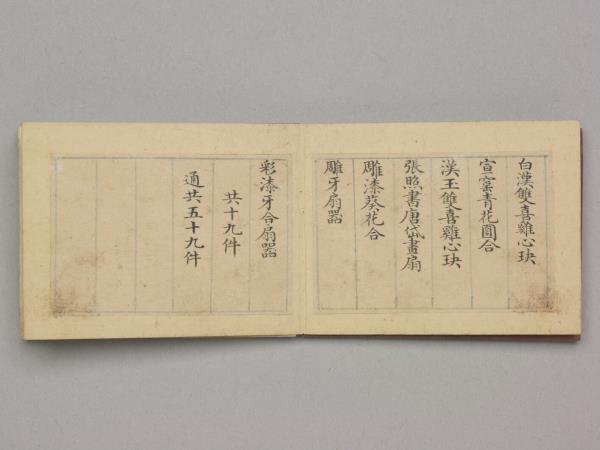 白漢雙喜雞心玦
宣窰青花圓合
漢玉雙喜雞心玦
張照書唐岱畫扇
雕漆葵花合
雕牙扇器
彩漆牙合扇器
共十九件
通共五十九件